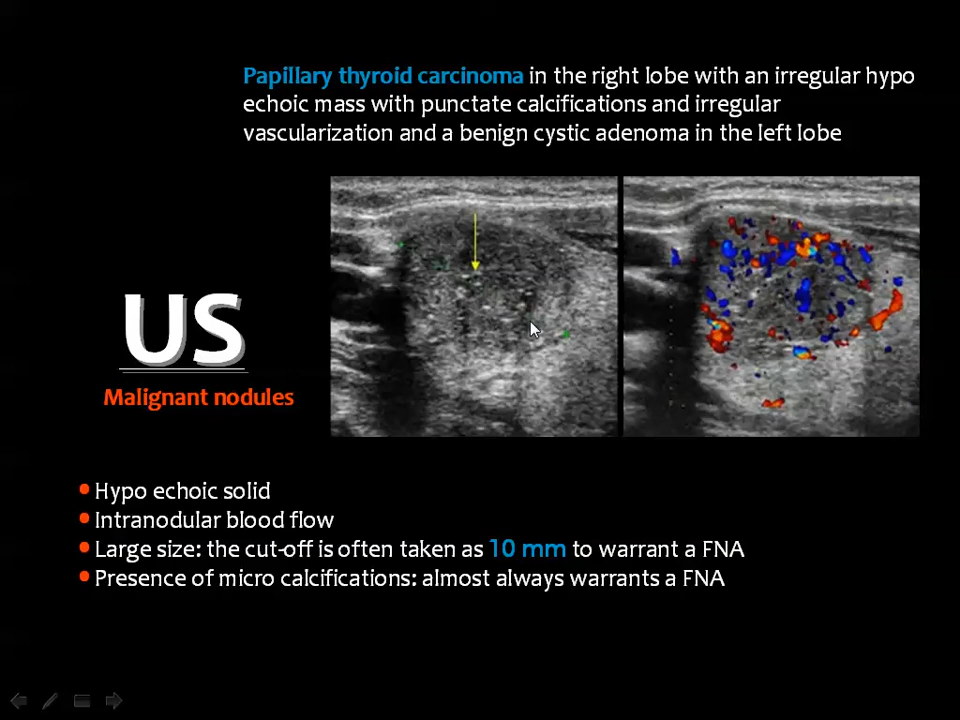 Papillary thyroid carcinoma in the right lobe with an irregular hypo
echoic mass with punctate calcifications and irregular
vascularization and a benign cystic adenoma in the left lobe
US
Malignant nodules
Hypo echoic solid
Intranodular blood flow
Large size: the cut-off is often taken as 10 mm to warrant a FNA
Presence of micro calcifications: almost always warrants a FNA